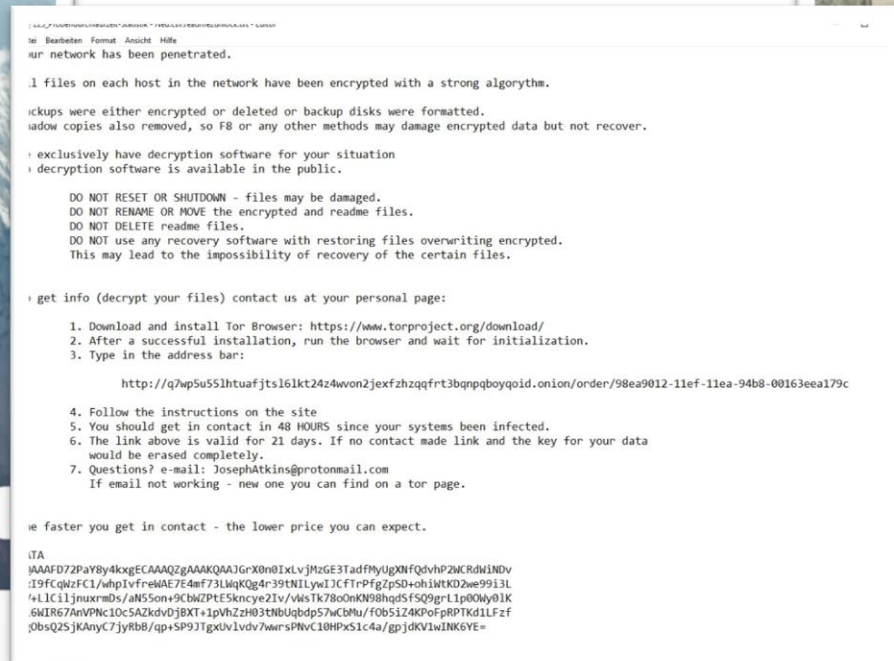 Bearbeiten Format Ansicht Hilfe
network has been penetrated.
files on each host in the network have been encrypted with a strong algorythm.
were either encrypted or deleted or backup disks were formatted.
copies also removed, so F8 or any other methods may damage encrypted data but not recover.
exclusively have decryption software for your situation
decryption software is available in the public.
DO NOT RESET OR SHUTDOWN - files may be damaged.
DO NOT RENAME OR MOVE the encrypted and readme files.
DO NOT DELETE readme files.
DO NOT use any recovery software with restoring files overwriting encrypted.
This may lead to the impossibility of recovery of the certain files.
get info (decrypt your files) contact us at your personal page:
1. Download and install Tor Browser: https://www.torproject.org/download/
2. After a successful installation, run the browser and wait for initialization.
3. Type in the address bar:
http://q7wp5u55lhtuafjtsl6lkt24z4wvon2jexfzhzqqfrt3bqnpqboyqoid.onion/order/98ea9012-11ef-11ea-94b8-00163eea179c
4. Follow the instructions on the site
5. You should get in contact in 48 HOURS since your systems been infected.
6. The link above is valid for 21 days. If no contact made link and the key for your data
would be erased completely.
7. Questions? e-mail: JosephAtkins@protonmail.com
If email not working - new one you can find on a tor page.
faster you get in contact - the lower price you can expect.